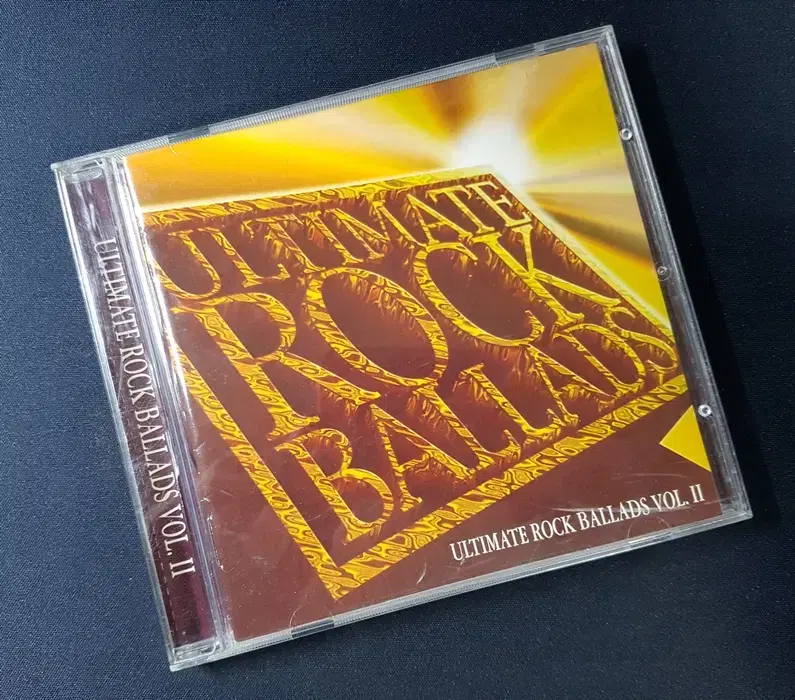 ULTIMATE
ROCK
BALLADS
ULTIMATE ROCK BALLADS VOL. II
ULTIMATE ROCK BALLADS VOL. II